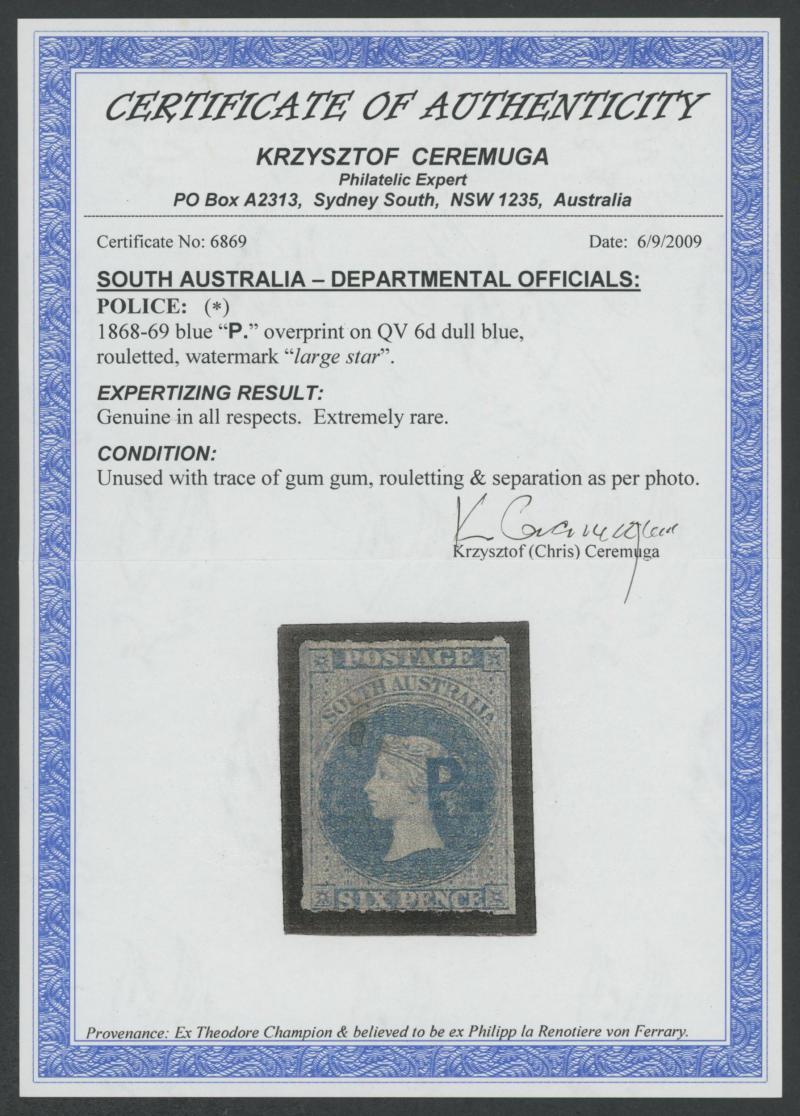 CERTIFICATE OF AUTHENTICITY
KRZYSZTOF CEREMUGA
Philatelic Expert
PO Box A2313, Sydney South, NSW 1235, Australia
Certificate No: 6869 Date: 6/9/2009
SOUTH AUSTRALIA – DEPARTMENTAL OFFICIALS:
POLICE: (*)
1868-69 blue “P.” overprint on QV 6d dull blue,
rouletted, watermark “large star”.
EXPERTIZING RESULT:
Genuine in all respects. Extremely rare.
CONDITION:
Unused with trace of gum gum, rouletting & separation as per photo.
K Ceremuga
Krzysztof (Chris) Ceremuga
POSTAGE
SOUTH AUSTRALIA
P.
SIX PENCE
Provenance: Ex Theodore Champion & believed to be ex Philipp la Renotiere von Ferrary.